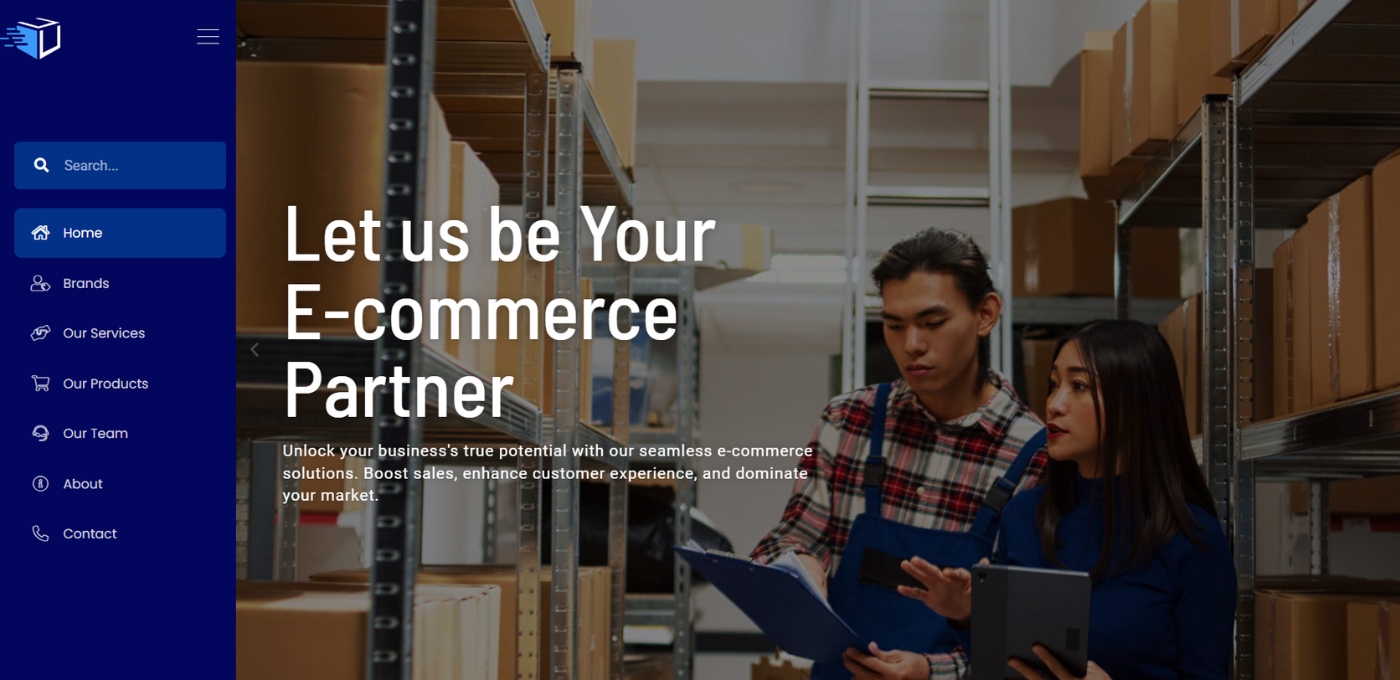 Search...
Home
Brands
Our Services
Our Products
Our Team
About
Contact
Let us be Your
E-commerce
Partner
Unlock your business's true potential with our seamless e-commerce
solutions. Boost sales, enhance customer experience, and dominate
your market.